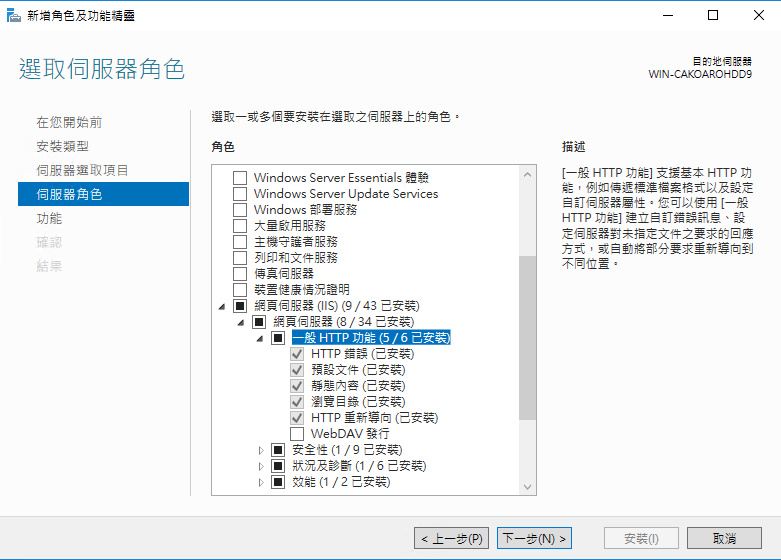 新增角色及功能精靈
選取伺服器角色
目的地伺服器
WIN-CAKOAROHDD9
在您開始前
安裝類型
伺服器選取項目
伺服器角色
功能
確認
結果
選取一或多個要安裝在選取之伺服器上的角色。
角色
Windows Server Essentials 體驗
Windows Server Update Services
Windows 部署服務
大量啟用服務
主機守護者服務
列印和文件服務
傳真伺服器
裝置健康情況證明
網頁伺服器 (IIS) (9 / 43 已安裝)
網頁伺服器 (8 / 34 已安裝)
一般 HTTP 功能 (5 / 6 已安裝)
HTTP 錯誤 (已安裝)
預設文件 (已安裝)
靜態內容 (已安裝)
瀏覽目錄 (已安裝)
HTTP 重新導向 (已安裝)
WebDAV 發行
安全性 (1 / 9 已安裝)
狀況及診斷 (1 / 6 已安裝)
效能 (1 / 2 已安裝)
描述
[一般 HTTP 功能] 支援基本 HTTP 功
能，例如傳遞標準檔案格式以及設定
自訂伺服器屬性。您可以使用 [一般
HTTP 功能] 建立自訂錯誤訊息、設
定伺服器對未指定文件之要求的回應
方式，或自動將部分要求重新導向到
不同位置。
< 上一步(P)
下一步(N) >
安裝(I)
取消